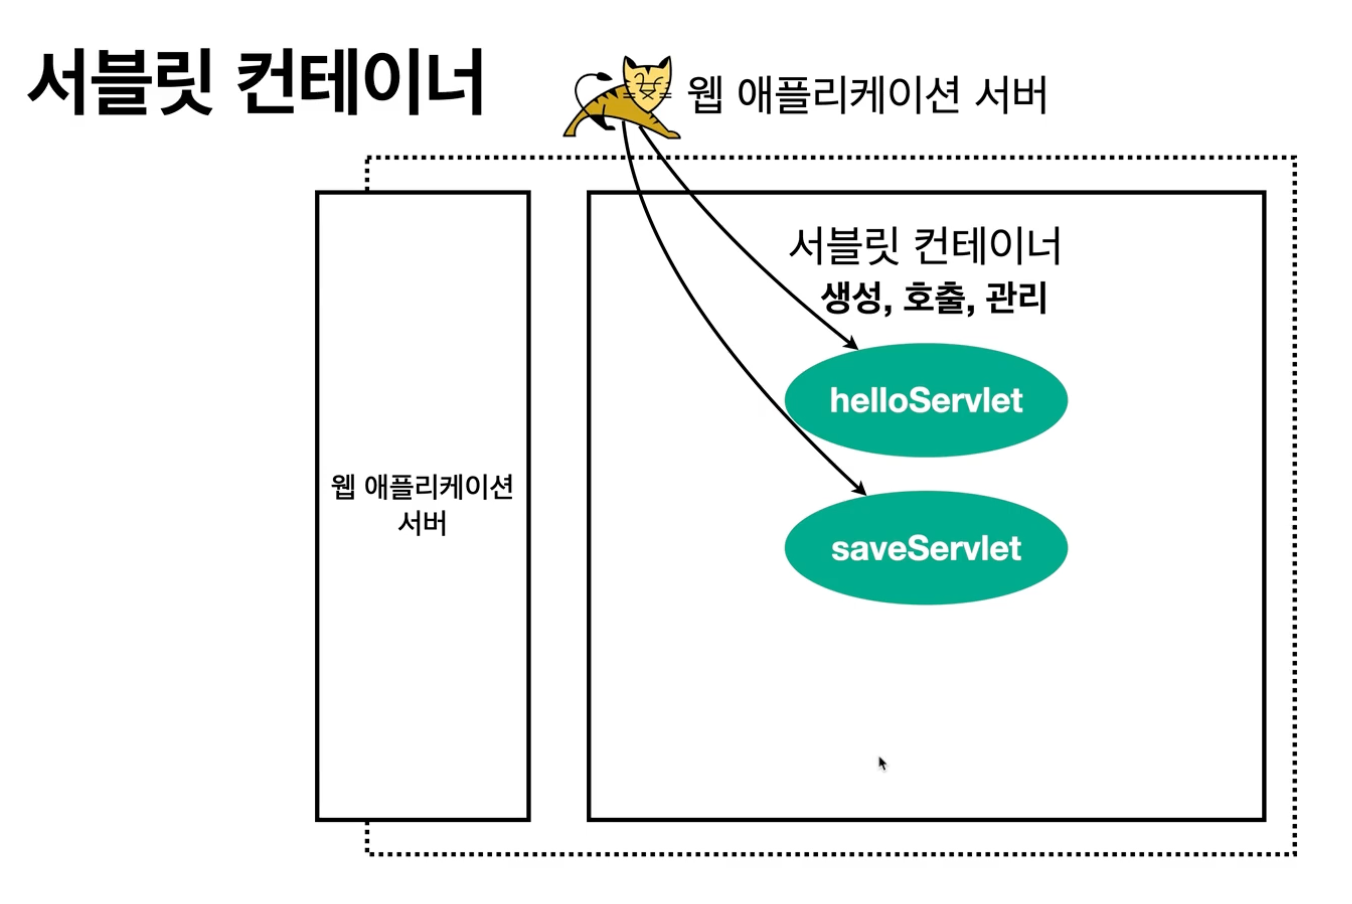 서블릿 컨테이너
웹 애플리케이션 서버
서블릿 컨테이너
생성, 호출, 관리
helloServlet
웹 애플리케이션
서버
saveServlet